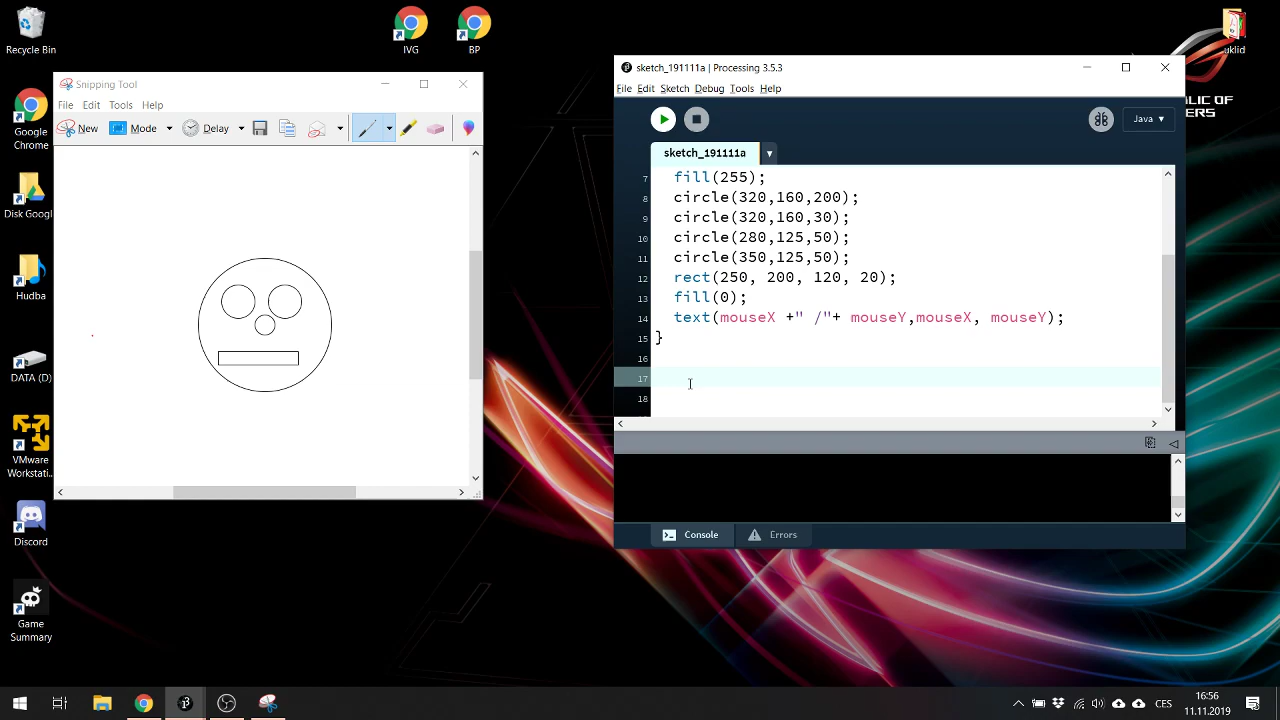 Recycle Bin
IVG
BP
uklid
Snipping Tool
File Edit Tools Help
New Mode Delay
Google Chrome
Disk Googl
Hudba
DATA (D)
VMware Workstati...
Discord
Game Summary
sketch_191111a | Processing 3.5.3
File Edit Sketch Debug Tools Help
Java
LIC OF
ERS
sketch_191111a
7 fill(255);
8 circle(320,160,200);
9 circle(320,160,30);
10 circle(280,125,50);
11 circle(350,125,50);
12 rect(250, 200, 120, 20);
13 fill(0);
14 text(mouseX +" /"+ mouseY,mouseX, mouseY);
15 }
16
17
18
Console Errors
CES
16:56
11.11.2019